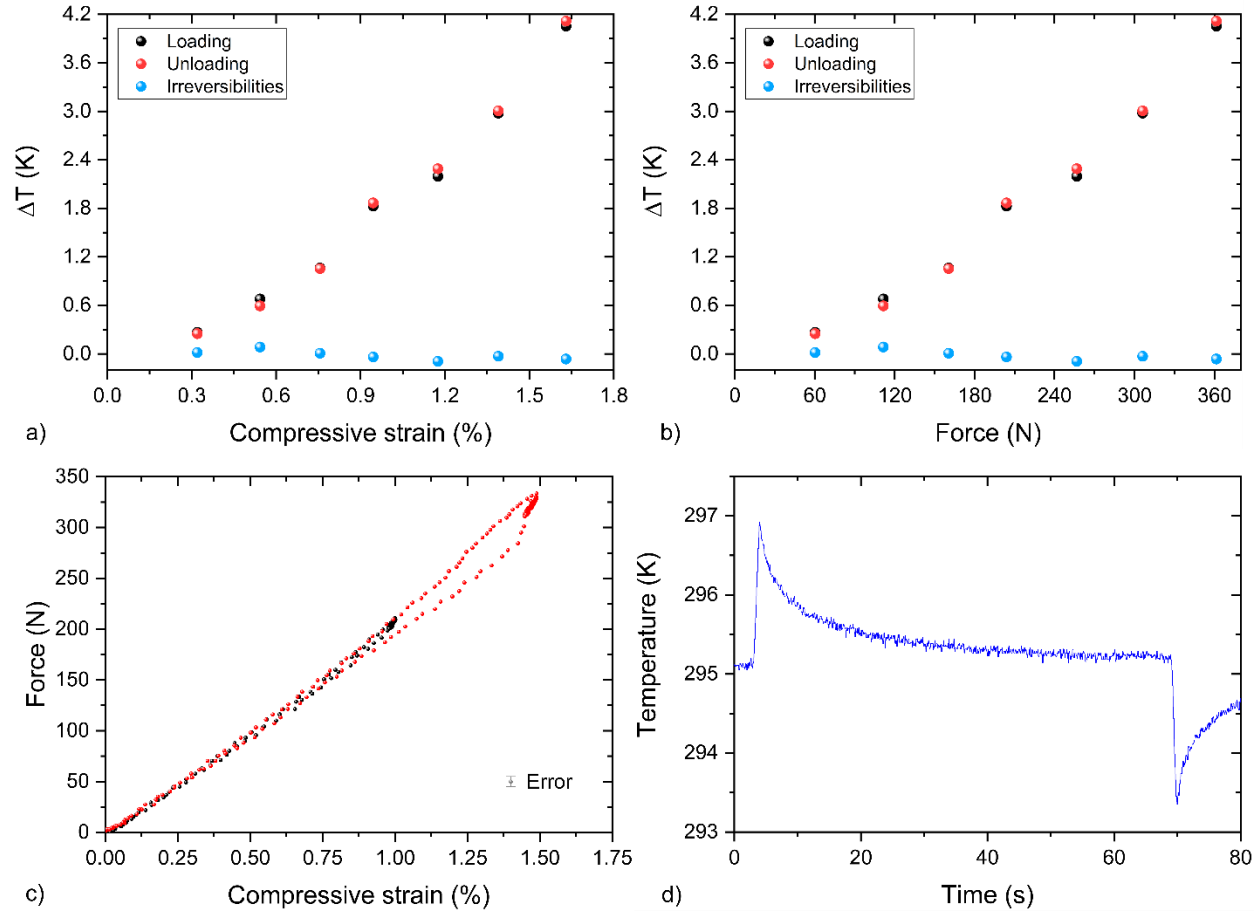 4.2
3.6
3.0
2.4
1.8
1.2
0.6
0.0
ΔT (K)
Loading
Unloading
Irreversibilities
0.0 0.3 0.6 0.9 1.2 1.5 1.8
a) Compressive strain (%)
4.2
3.6
3.0
2.4
1.8
1.2
0.6
0.0
ΔT (K)
Loading
Unloading
Irreversibilities
0 60 120 180 240 300 360
b) Force (N)
350
300
250
200
150
100
50
0
Force (N)
Error
0.00 0.25 0.50 0.75 1.00 1.25 1.50 1.75
c) Compressive strain (%)
297
296
295
294
293
Temperature (K)
0 20 40 60 80
d) Time (s)